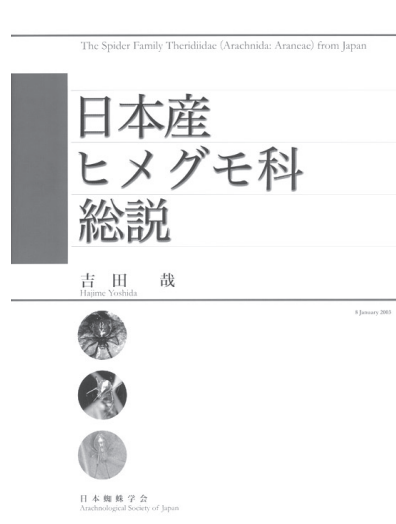 The Spider Family Theridiidae (Arachnida: Araneae) from Japan
日本産
ヒメグモ科
総説
吉田 哉
Hajime Yoshida
8 January 2003
日本蜘蛛学会
Arachnological Society of Japan